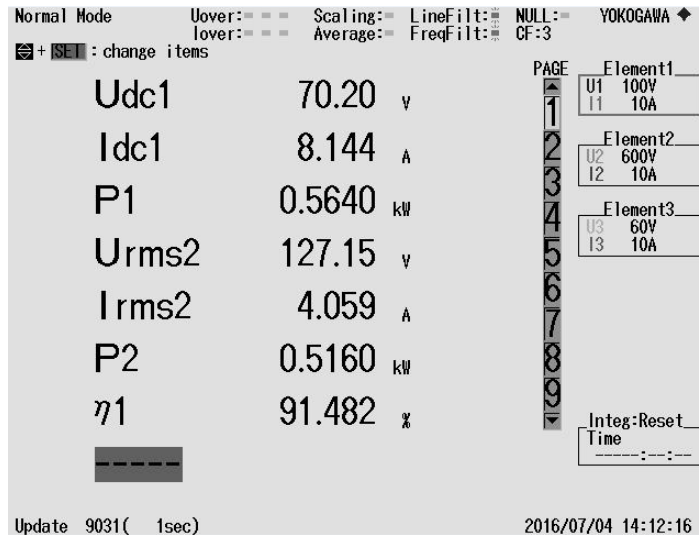 Normal Mode Uover: Scaling: LineFilt: NULL: YOKOGAWA
Iover: Average: FreqFilt: CF:3
+ SET : change items
PAGE
Udc1 70.20 V
Idc1 8.144 A
P1 0.5640 kW
Urms2 127.15 V
Irms2 4.059 A
P2 0.5160 kW
η1 91.482 %
-----
1
2
3
4
5
6
7
8
9
Element1
U1 100V
I1 10A
Element2
U2 600V
I2 10A
Element3
U3 60V
I3 10A
Integ:Reset
Time
-----:--:--
Update 9031( 1sec) 2016/07/04 14:12:16